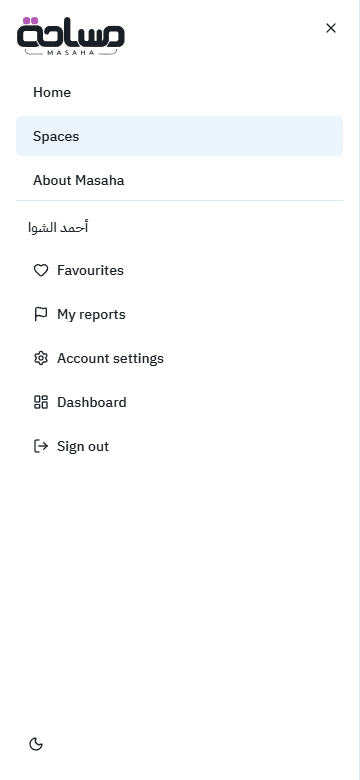 مساحة
MASAHA
Home
Spaces
About Masaha
أحمد الشوا
Favourites
My reports
Account settings
Dashboard
Sign out